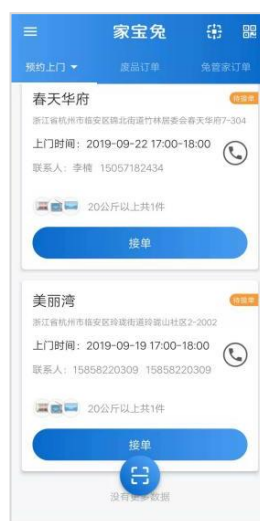 家宝兔
预约上门
废品订单
兔管家订单
春天华府
待接单
浙江省杭州市临安区锦北街道竹林居委会春天华府7-304
上门时间：2019-09-22 17:00-18:00
联系人：李楠 15057182434
20公斤以上共1件
接单
美丽湾
待接单
浙江省杭州市临安区玲珑街道玲珑山社区2-2002
上门时间：2019-09-19 17:00-18:00
联系人：15858220309 15858220309
20公斤以上共1件
接单
没有更多数据